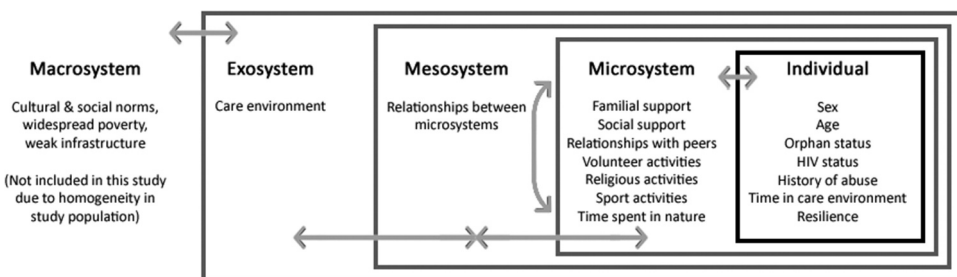 Macrosystem
Cultural & social norms,
widespread poverty,
weak infrastructure
(Not included in this study
due to homogeneity in
study population)
Exosystem
Care environment
Mesosystem
Relationships between
microsystems
Microsystem
Familial support
Social support
Relationships with peers
Volunteer activities
Religious activities
Sport activities
Time spent in nature
Individual
Sex
Age
Orphan status
HIV status
History of abuse
Time in care environment
Resilience